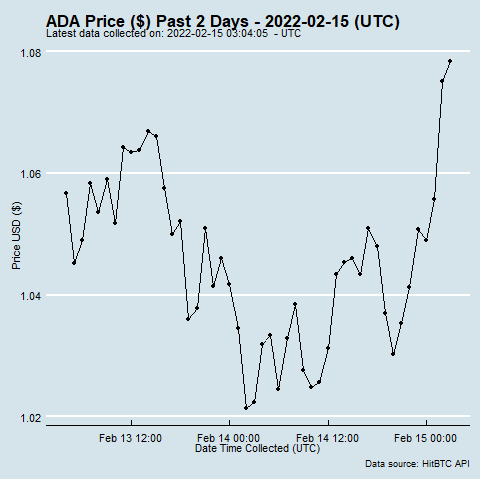 ADA Price ($) Past 2 Days - 2022-02-15 (UTC)
Latest data collected on: 2022-02-15 03:04:05  - UTC
1.08
1.06
1.04
1.02
Price USD ($)
Feb 13 12:00
Feb 14 00:00
Feb 14 12:00
Feb 15 00:00
Date Time Collected (UTC)
Data source: HitBTC API